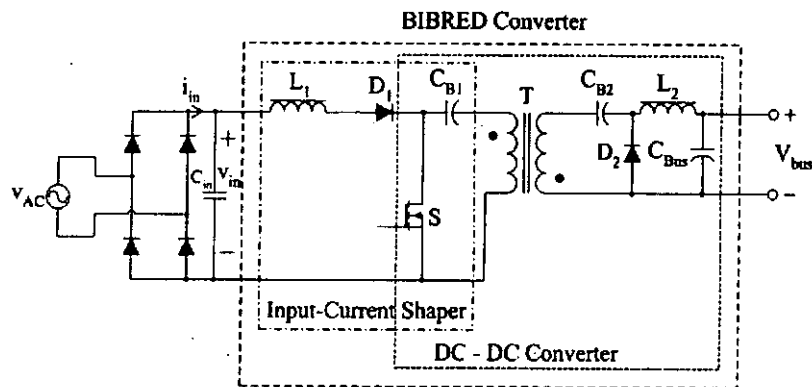 BIBRED Converter
i_in
L_1
D_1
C_B1
T
C_B2
L_2
+
+
C_in
v_in
v_AC
S
D_2
C_Bus
V_bus
−
−
Input-Current Shaper
DC - DC Converter